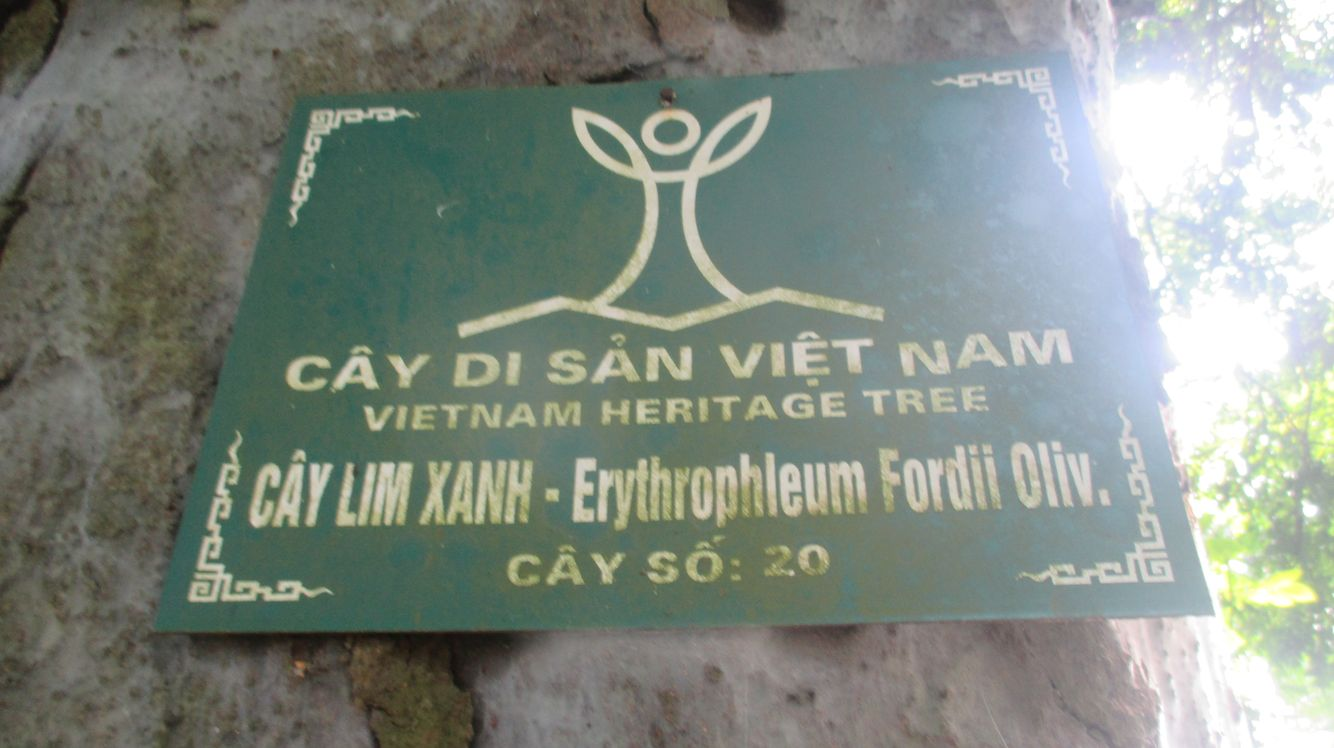 CÂY DI SẢN VIỆT NAM
VIETNAM HERITAGE TREE
CÂY LIM XANH - Erythrophleum Fordii Oliv.
CÂY SỐ: 20